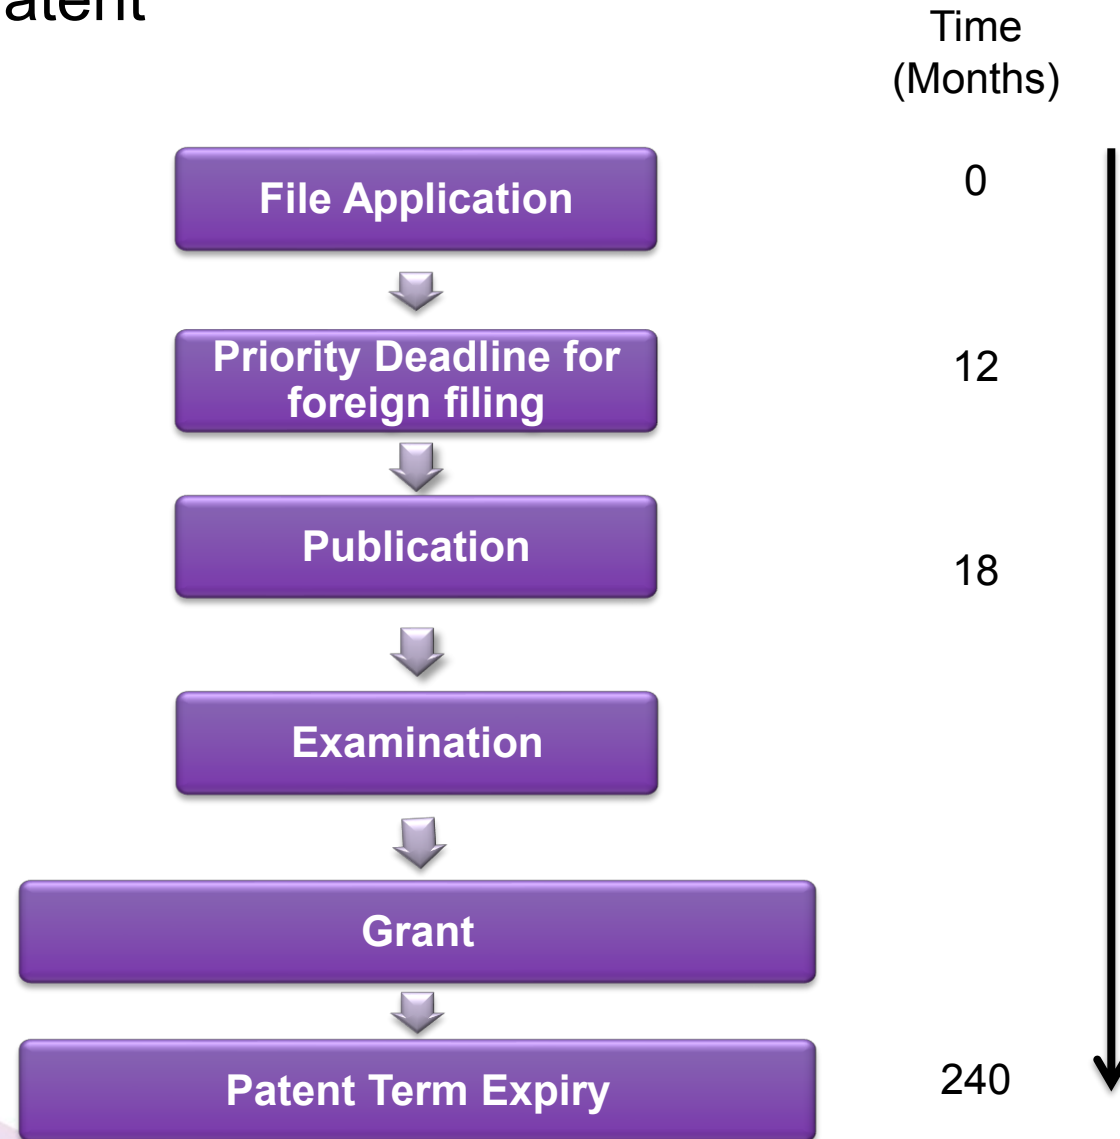 atent
Time
(Months)
File Application
0
Priority Deadline for
foreign filing
12
Publication
18
Examination
Grant
Patent Term Expiry
240